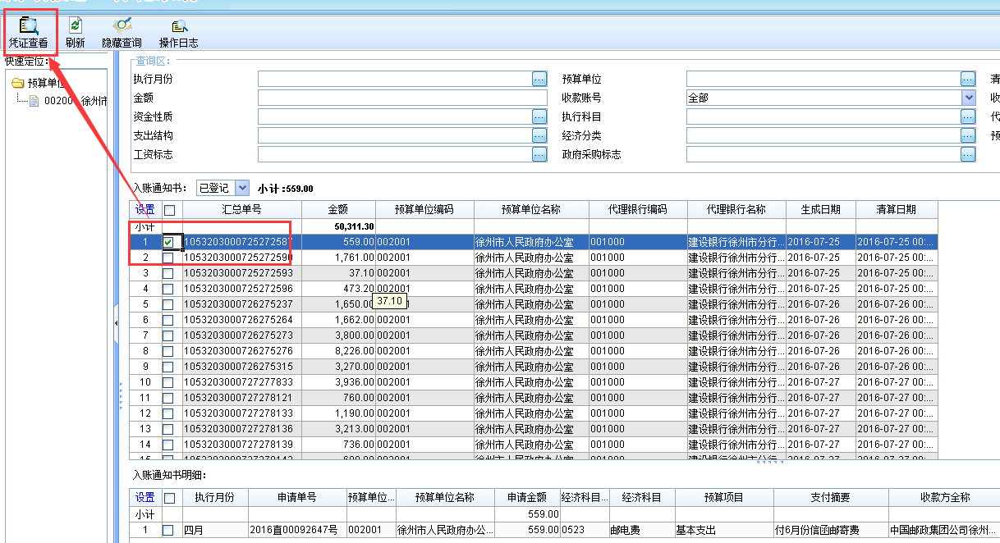 凭证查看 刷新 隐藏查询 操作日志
快速定位:
预算单位
00200 徐州市
查询区:
执行月份 预算单位 清
金额 收款账号 全部 收
资金性质 执行科目 代
支出结构 经济分类 预
工资标志 政府采购标志
入账通知书: 已登记 小计:559.00
设置 汇总单号 金额 预算单位编码 预算单位名称 代理银行编码 代理银行名称 生成日期 清算日期
小计 50,311.30
1 1053203000725272587 559.00 002001 徐州市人民政府办公室 001000 建设银行徐州市分行... 2016-07-25 2016-07-25 00:...
2 1053203000725272590 1,761.00 002001 徐州市人民政府办公室 001000 建设银行徐州市分行... 2016-07-25 2016-07-25 00:...
3 1053203000725272593 37.10 002001 徐州市人民政府办公室 001000 建设银行徐州市分行... 2016-07-25 2016-07-25 00:...
4 1053203000725272596 473.20 002001 徐州市人民政府办公室 001000 建设银行徐州市分行... 2016-07-25 2016-07-25 00:...
37.10
5 1053203000726275237 1,650.00 002001 徐州市人民政府办公室 001000 建设银行徐州市分行... 2016-07-26 2016-07-26 00:...
6 1053203000726275264 1,662.00 002001 徐州市人民政府办公室 001000 建设银行徐州市分行... 2016-07-26 2016-07-26 00:...
7 1053203000726275273 3,800.00 002001 徐州市人民政府办公室 001000 建设银行徐州市分行... 2016-07-26 2016-07-26 00:...
8 1053203000726275276 8,226.00 002001 徐州市人民政府办公室 001000 建设银行徐州市分行... 2016-07-26 2016-07-26 00:...
9 1053203000726275315 3,270.00 002001 徐州市人民政府办公室 001000 建设银行徐州市分行... 2016-07-26 2016-07-26 00:...
10 1053203000727277833 3,936.00 002001 徐州市人民政府办公室 001000 建设银行徐州市分行... 2016-07-27 2016-07-27 00:...
11 1053203000727278121 760.00 002001 徐州市人民政府办公室 001000 建设银行徐州市分行... 2016-07-27 2016-07-27 00:...
12 1053203000727278133 1,190.00 002001 徐州市人民政府办公室 001000 建设银行徐州市分行... 2016-07-27 2016-07-27 00:...
13 1053203000727278136 3,213.00 002001 徐州市人民政府办公室 001000 建设银行徐州市分行... 2016-07-27 2016-07-27 00:...
14 1053203000727278139 736.00 002001 徐州市人民政府办公室 001000 建设银行徐州市分行... 2016-07-27 2016-07-27 00:...
入账通知书明细:
设置 执行月份 申请单号 预算单位... 预算单位名称 申请金额 经济科目... 经济科目 预算项目 支付摘要 收款方全称
小计 559.00
1 四月 2016直00092647号 002001 徐州市人民政府办公... 559.00 0523 邮电费 基本支出 付6月份信函邮寄费 中国邮政集团公司徐州...